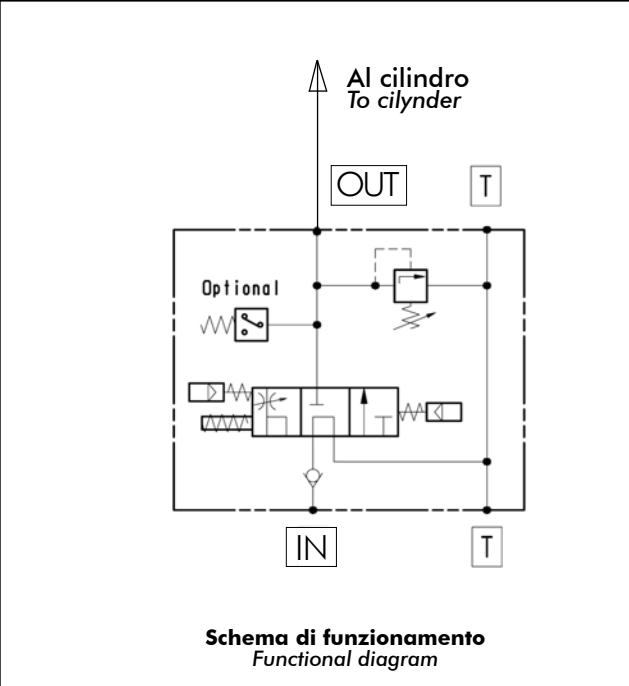 Al cilindro
To cilynder
OUT
T
Optional
IN
T
Schema di funzionamento
Functional diagram